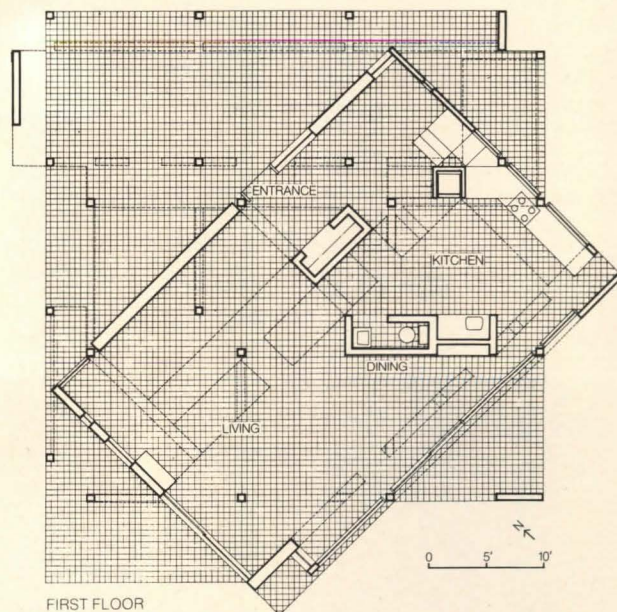 ENTRANCE
KITCHEN
DINING
LIVING
N
0 5' 10'
FIRST FLOOR